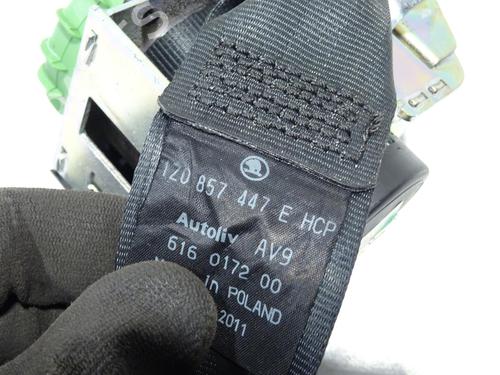 1Z0 857 447 E HCP
Autoliv AV9
616 0172 00
in POLAND
2011